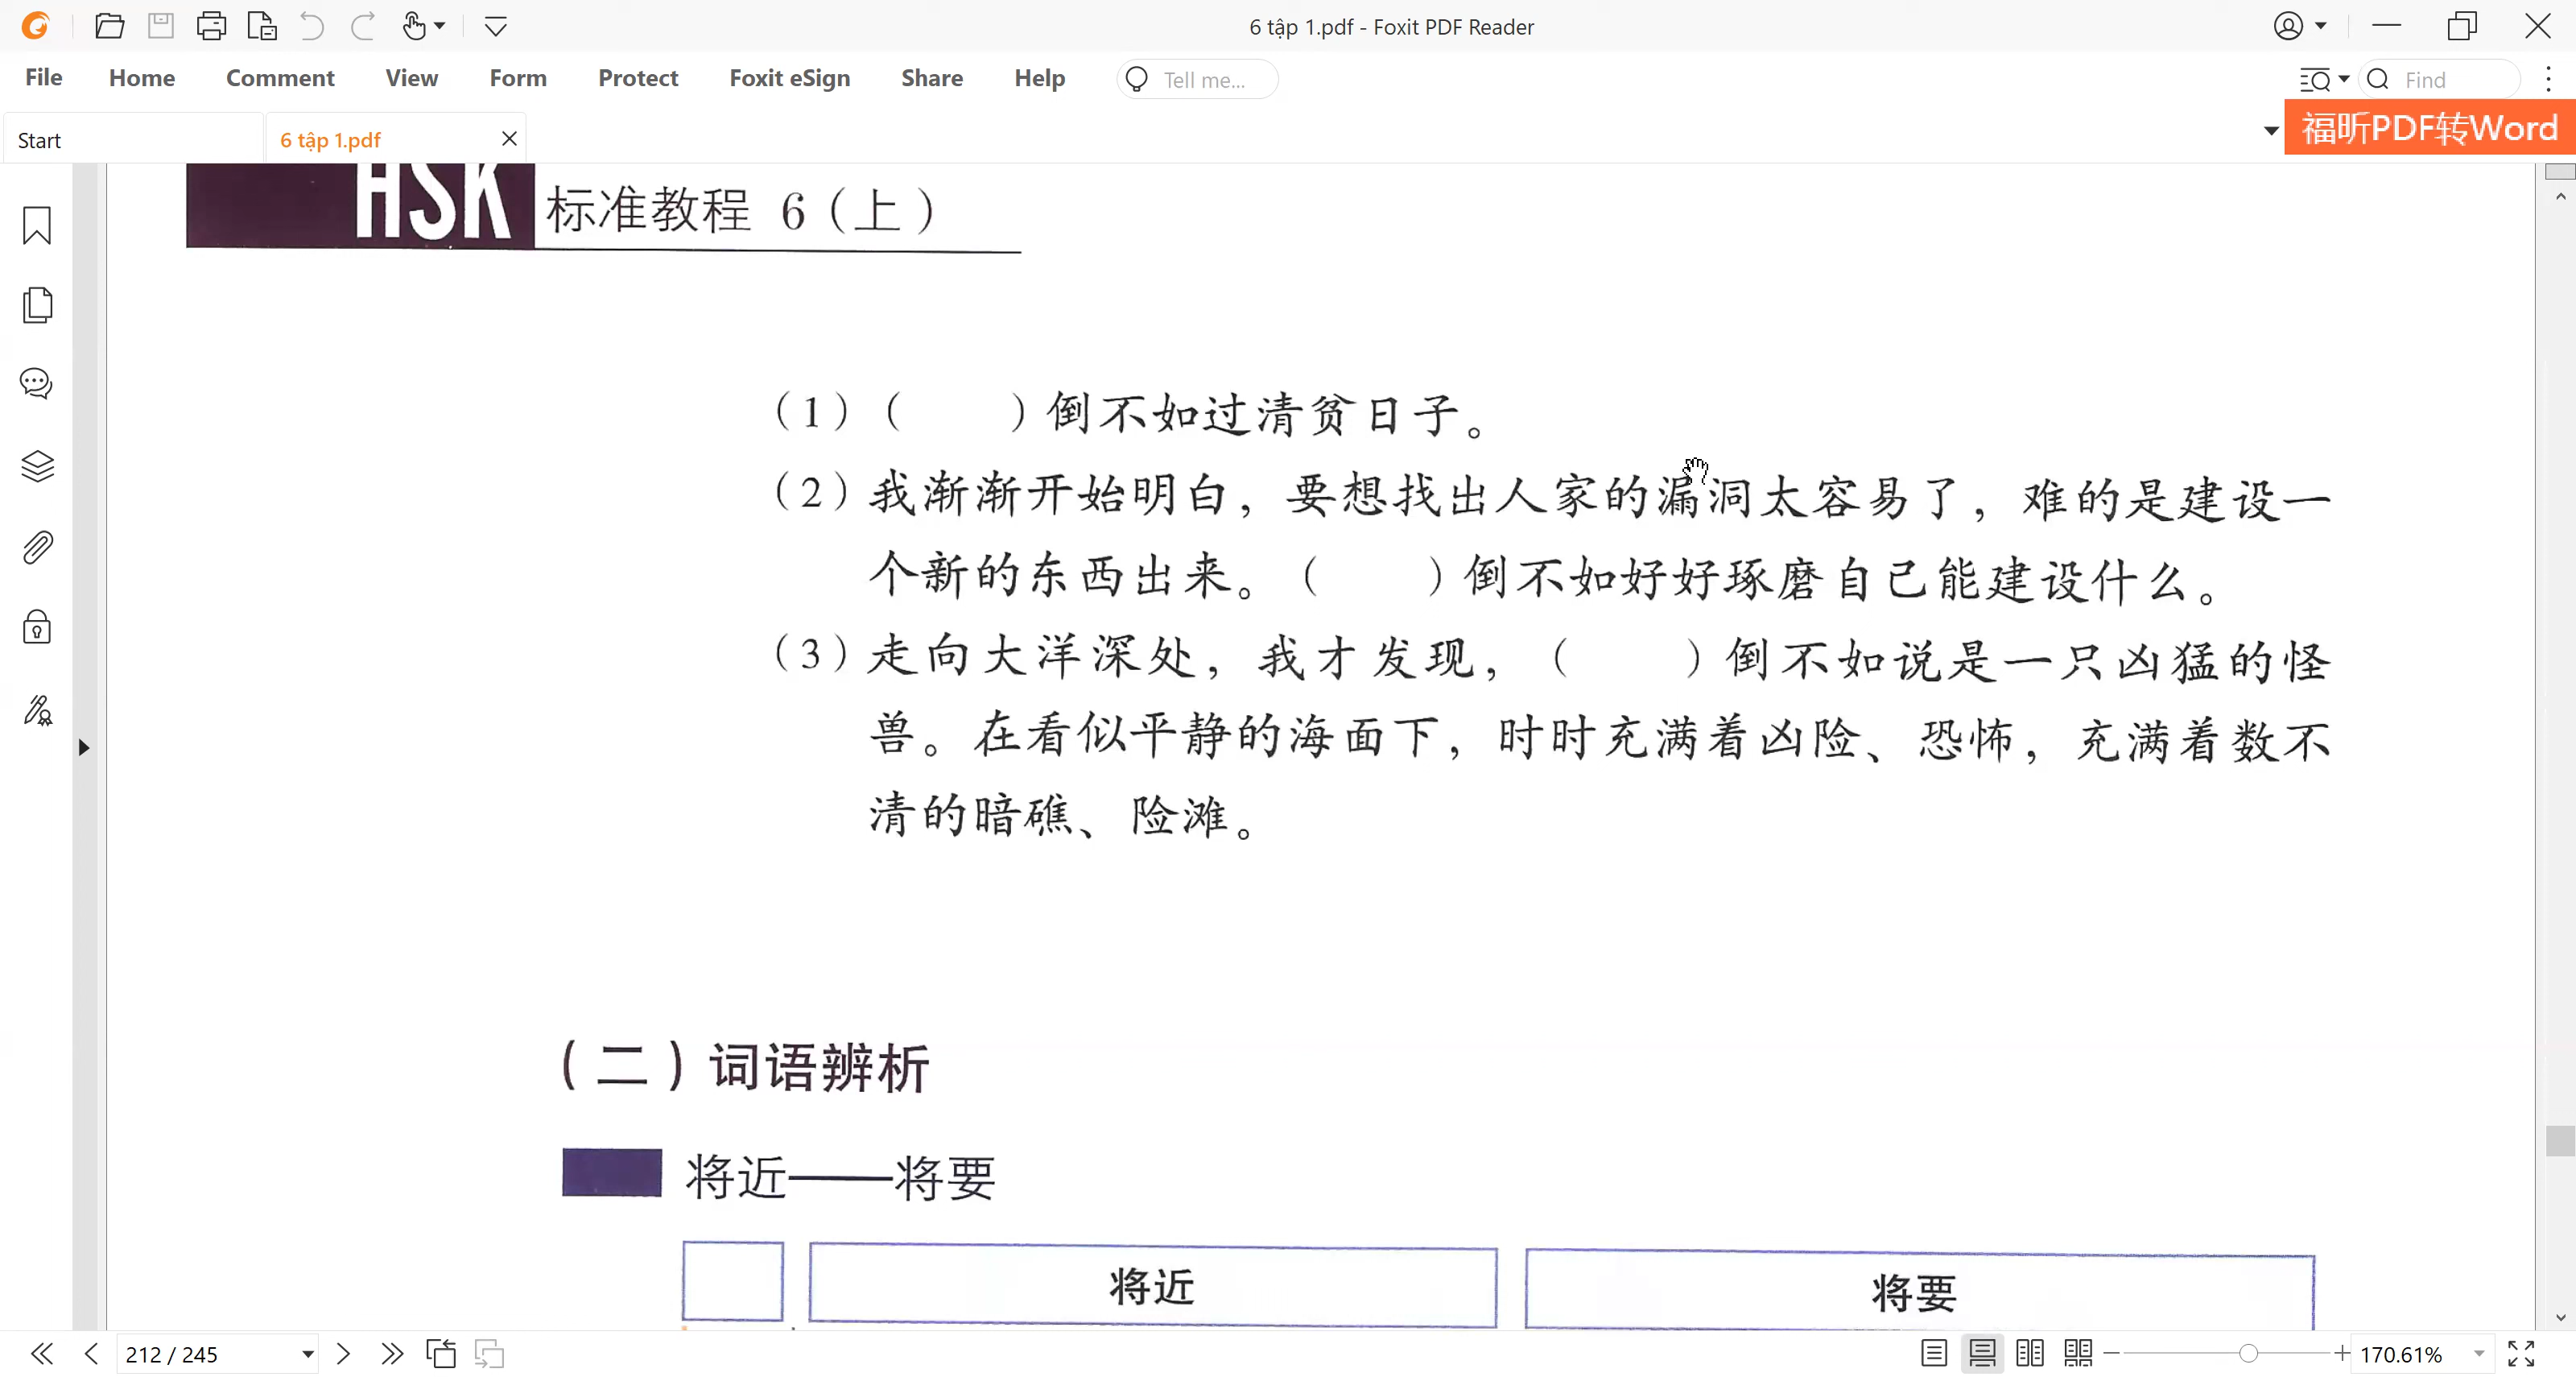 6 tập 1.pdf - Foxit PDF Reader
File Home Comment View Form Protect Foxit eSign Share Help Tell me... Find
Start 6 tập 1.pdf 福昕PDF转Word
HSK 标准教程 6（上）
（1）（ ）倒不如过清贫日子。
（2）我渐渐开始明白，要想找出人家的漏洞太容易了，难的是建设一
个新的东西出来。（ ）倒不如好好琢磨自己能建设什么。
（3）走向大洋深处，我才发现，（ ）倒不如说是一只凶猛的怪
兽。在看似平静的海面下，时时充满着凶险、恐怖，充满着数不
清的暗礁、险滩。
（二）词语辨析
将近——将要
将近 将要
212 / 245 170.61%